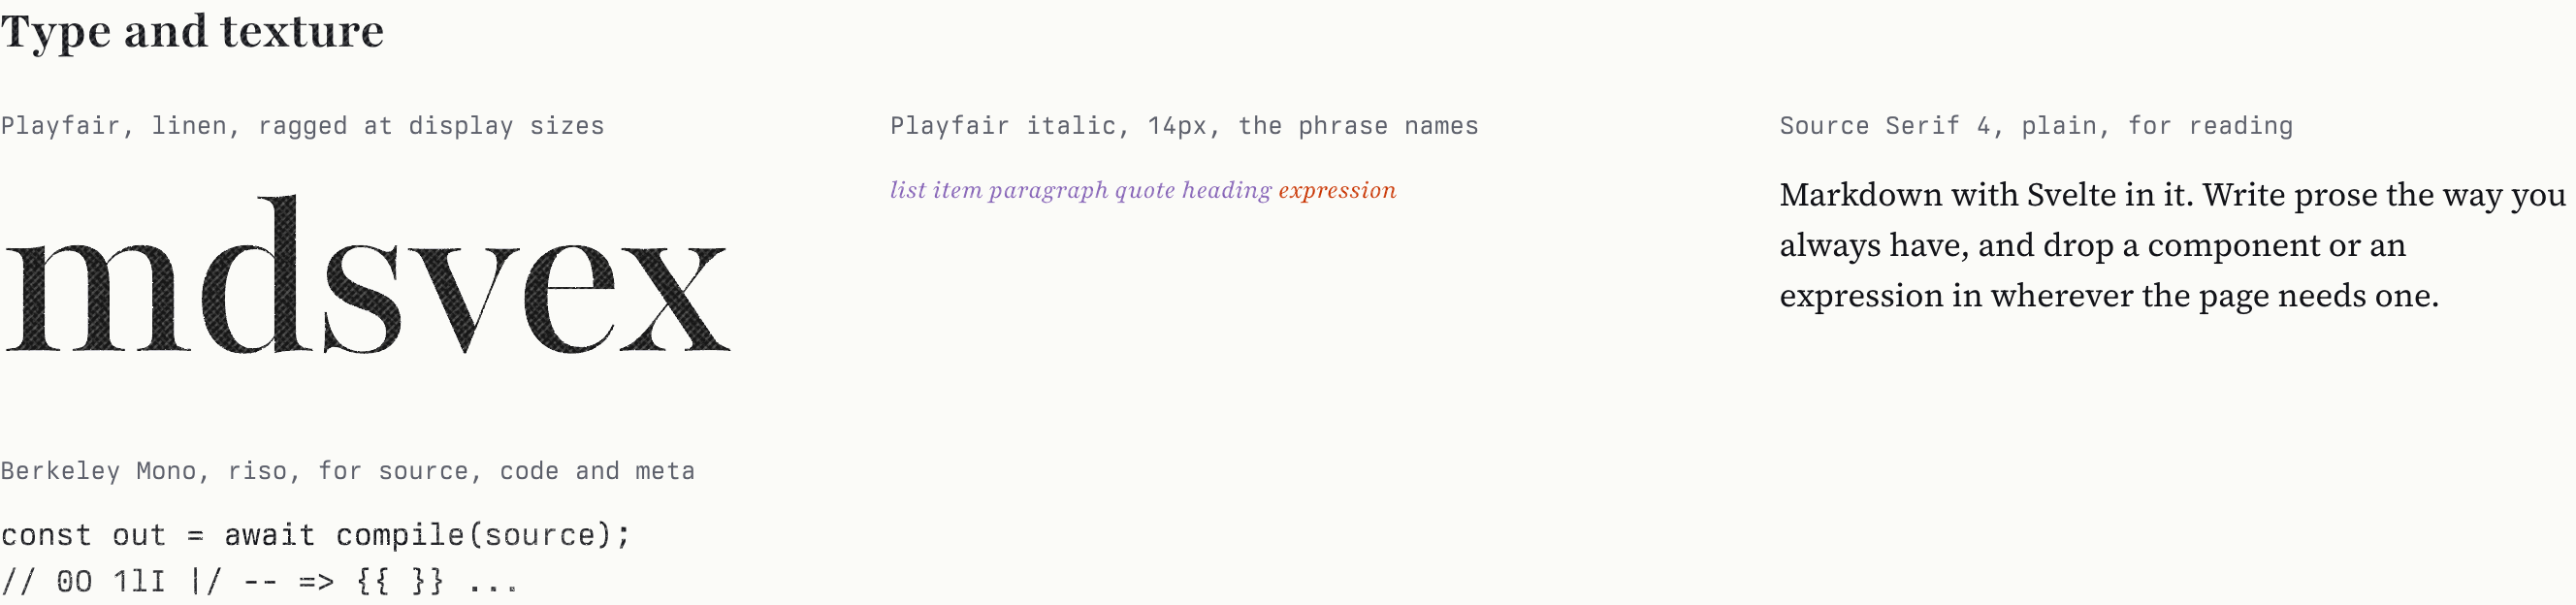 Type and texture
Playfair, linen, ragged at display sizes
mdsvex
Playfair italic, 14px, the phrase names
list item paragraph quote heading expression
Source Serif 4, plain, for reading
Markdown with Svelte in it. Write prose the way you
always have, and drop a component or an
expression in wherever the page needs one.
Berkeley Mono, riso, for source, code and meta
const out = await compile(source);
// 0O 1lI |/ -- => {{ }} ...